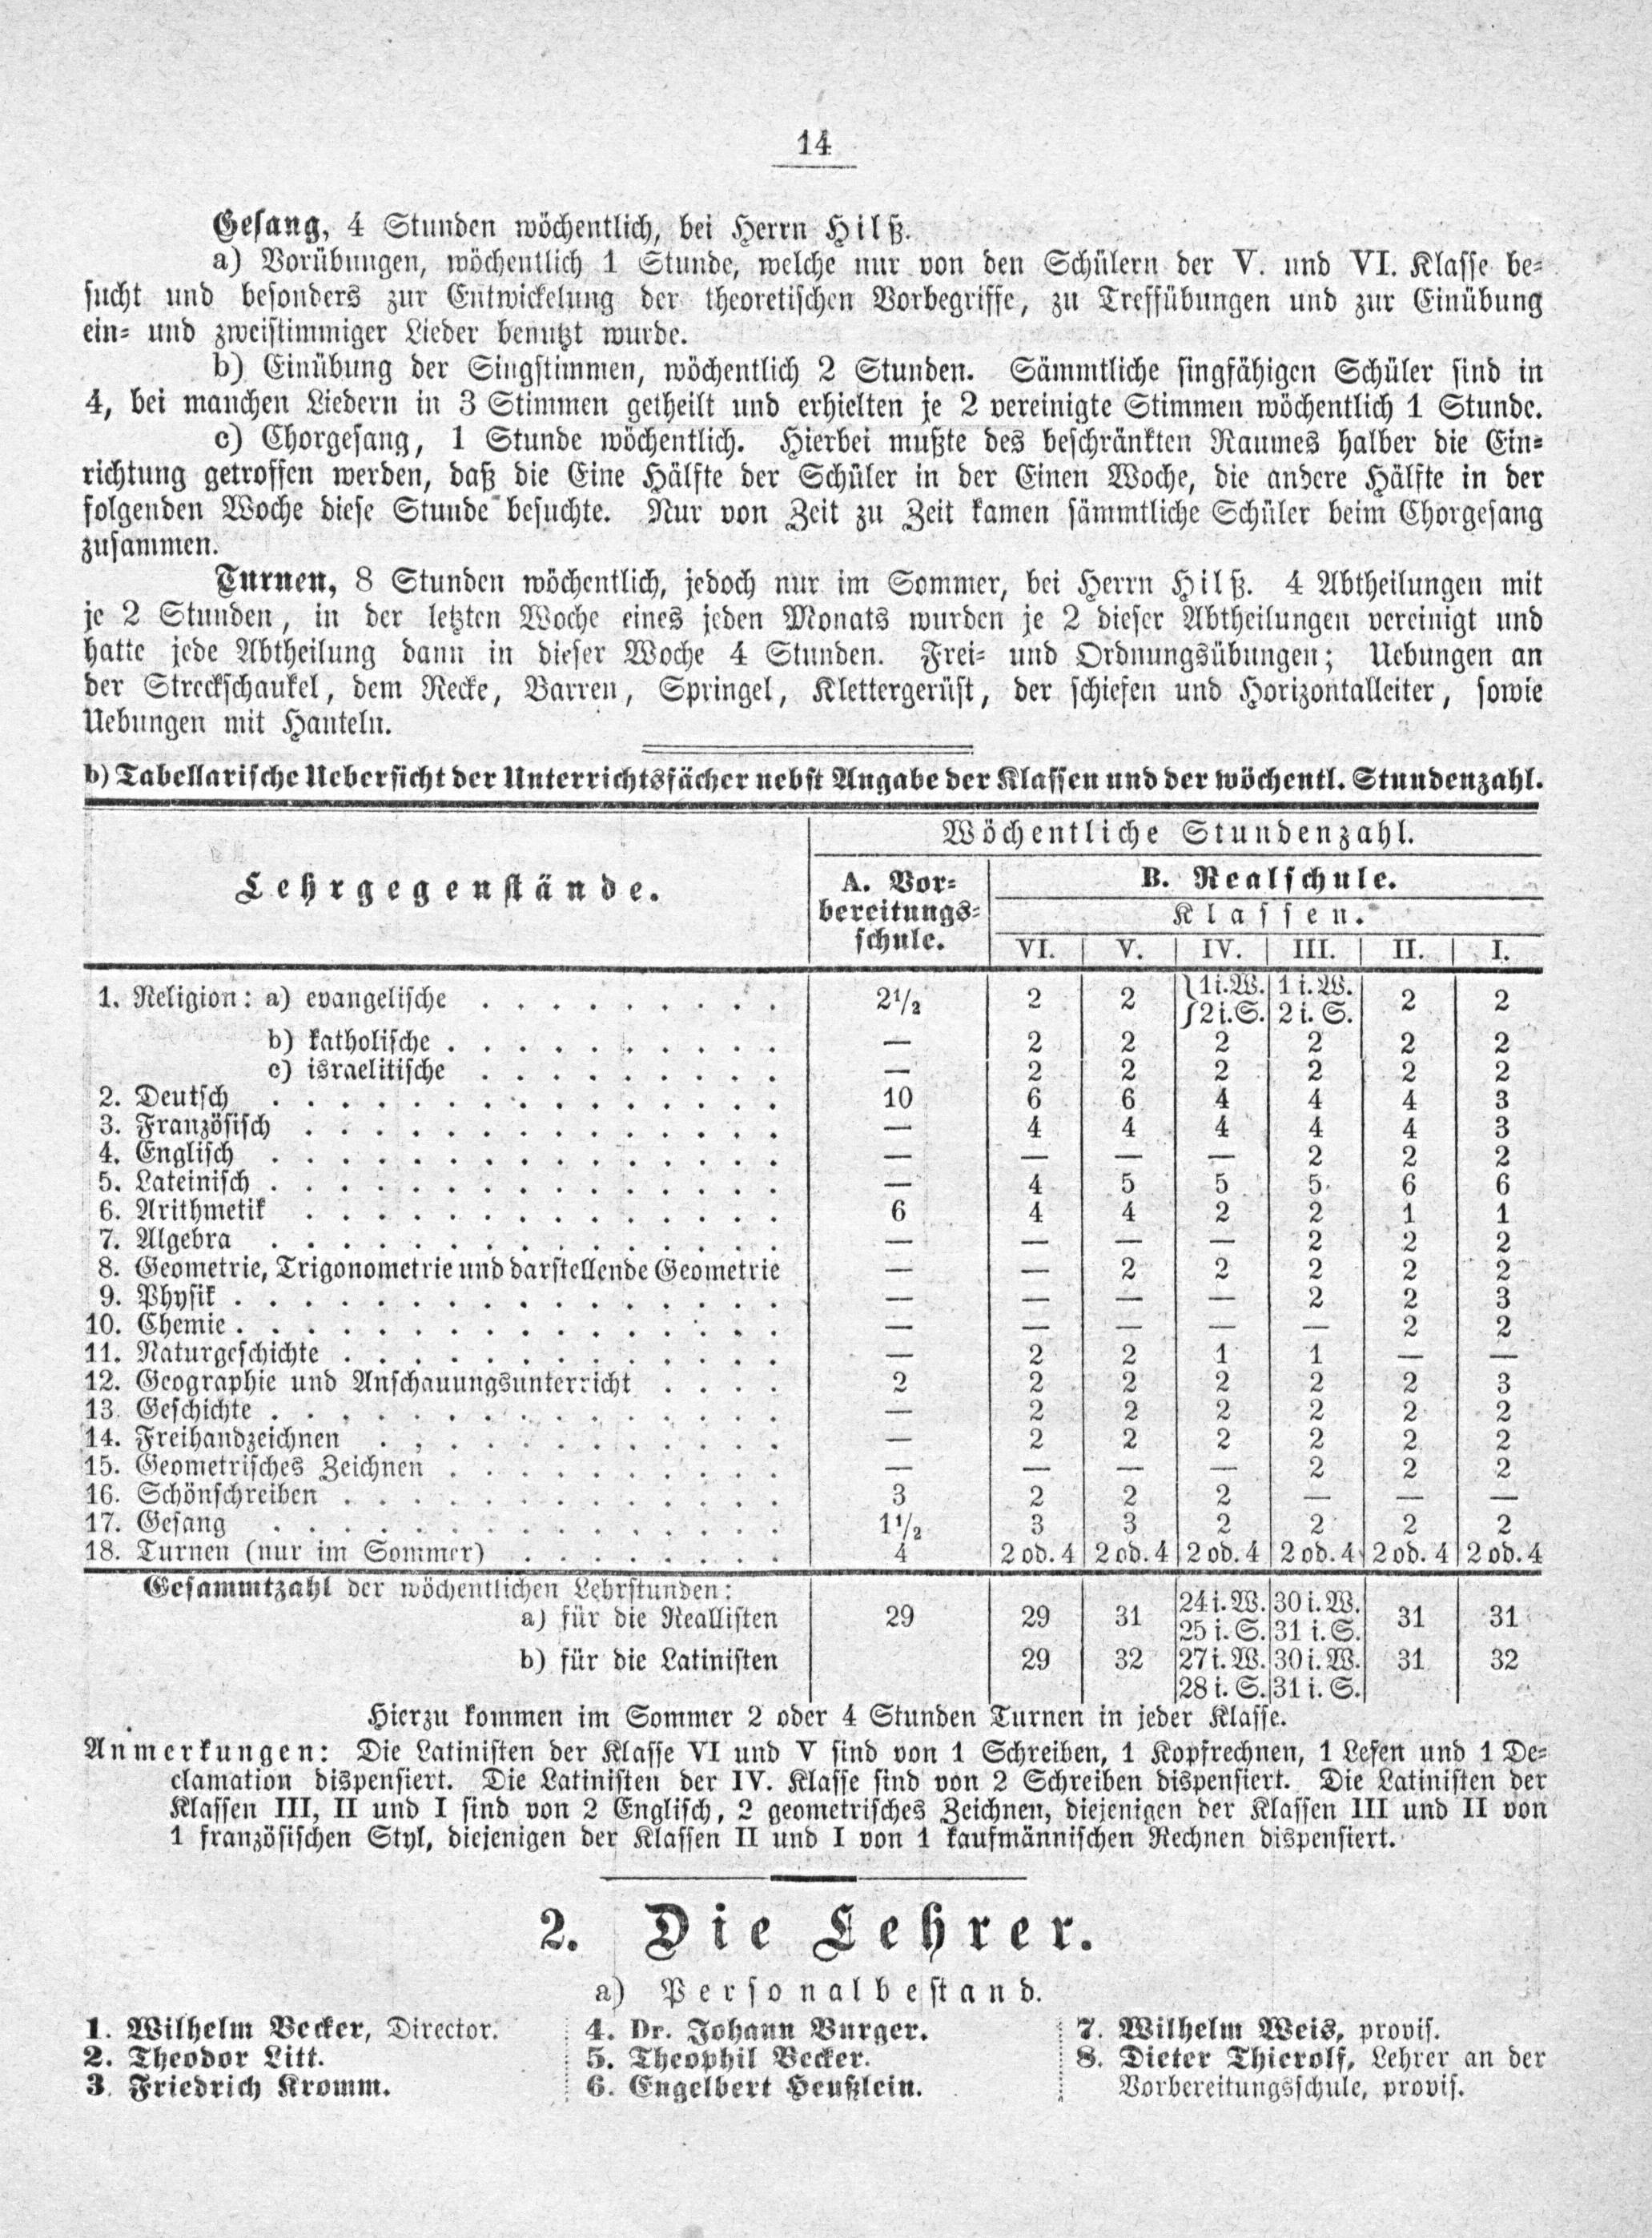 14
Gesang, 4 Stunden wöchentlich, bei Herrn Hilß.
a) Vorübungen, wöchentlich 1 Stunde, welche nur von den Schülern der V. und VI. Klasse be-
sucht und besonders zur Entwickelung der theoretischen Vorbegriffe, zu Treffübungen und zur Einübung
ein- und zweistimmiger Lieder benutzt wurde.
b) Einübung der Singstimmen, wöchentlich 2 Stunden. Sämmtliche singfähigen Schüler sind in
4, bei manchen Liedern in 3 Stimmen getheilt und erhielten je 2 vereinigte Stimmen wöchentlich 1 Stunde.
c) Chorgesang, 1 Stunde wöchentlich. Hierbei mußte des beschränkten Raumes halber die Ein-
richtung getroffen werden, daß die Eine Hälfte der Schüler in der Einen Woche, die andere Hälfte in der
folgenden Woche diese Stunde besuchte. Nur von Zeit zu Zeit kamen sämmtliche Schüler beim Chorgesang
zusammen.
Turnen, 8 Stunden wöchentlich, jedoch nur im Sommer, bei Herrn Hilß. 4 Abtheilungen mit
je 2 Stunden, in der letzten Woche eines jeden Monats wurden je 2 dieser Abtheilungen vereinigt und
hatte jede Abtheilung dann in dieser Woche 4 Stunden. Frei- und Ordnungsübungen; Uebungen an
der Streckschaukel, dem Recke, Barren, Springel, Klettergerüst, der schiefen und Horizontalleiter, sowie
Uebungen mit Hanteln.
b) Tabellarische Uebersicht der Unterrichtsfächer nebst Angabe der Klassen und der wöchentl. Stundenzahl.
Wöchentliche Stundenzahl.
Lehrgegenstände.
A. Vor-
bereitungs-
schule.
B. Realschule.
Klassen.
VI. V. IV. III. II. I.
1. Religion: a) evangelische . . . . . . . . . 2 1/2 2 2 } 1 i. W. 2 i. S. 1 i. W. 2 i. S. 2 2
b) katholische . . . . . . . . . . — 2 2 2 2 2 2
c) israelitische . . . . . . . . . — 2 2 2 2 2 2
2. Deutsch . . . . . . . . . . . . . . . 10 6 6 4 4 4 3
3. Französisch . . . . . . . . . . . . . . — 4 4 4 4 4 3
4. Englisch . . . . . . . . . . . . . . . — — — — 2 2 2
5. Lateinisch . . . . . . . . . . . . . . . — 4 5 5 5 6 6
6. Arithmetik . . . . . . . . . . . . . . 6 4 4 2 2 1 1
7. Algebra . . . . . . . . . . . . . . . — — — — 2 2 2
8. Geometrie, Trigonometrie und darstellende Geometrie — — 2 2 2 2 2
9. Physik . . . . . . . . . . . . . . . . — — — — 2 2 3
10. Chemie . . . . . . . . . . . . . . . . — — — — — 2 2
11. Naturgeschichte . . . . . . . . . . . . . — 2 2 1 1 — —
12. Geographie und Anschauungsunterricht . . . . 2 2 2 2 2 2 3
13. Geschichte . . . . . . . . . . . . . . . — 2 2 2 2 2 2
14. Freihandzeichnen . . . . . . . . . . . . — 2 2 2 2 2 2
15. Geometrisches Zeichnen . . . . . . . . . . — — — — 2 2 2
16. Schönschreiben . . . . . . . . . . . . . 3 2 2 2 — — —
17. Gesang . . . . . . . . . . . . . . . 1 1/2 3 3 2 2 2 2
18. Turnen (nur im Sommer) . . . . . . . . 4 2 od. 4 2 od. 4 2 od. 4 2 od. 4 2 od. 4 2 od. 4
Gesammtzahl der wöchentlichen Lehrstunden:
a) für die Reallisten 29 29 31 24 i. W. 25 i. S. 30 i. W. 31 i. S. 31 31
b) für die Latinisten 29 32 27 i. W. 28 i. S. 30 i. W. 31 i. S. 31 32
Hierzu kommen im Sommer 2 oder 4 Stunden Turnen in jeder Klasse.
Anmerkungen: Die Latinisten der Klasse VI und V sind von 1 Schreiben, 1 Kopfrechnen, 1 Lesen und 1 De-
clamation dispensiert. Die Latinisten der IV. Klasse sind von 2 Schreiben dispensiert. Die Latinisten der
Klassen III, II und I sind von 2 Englisch, 2 geometrisches Zeichnen, diejenigen der Klassen III und II von
1 französischen Styl, diejenigen der Klassen II und I von 1 kaufmännischen Rechnen dispensiert.
2. Die Lehrer.
a) Personalbestand.
1. Wilhelm Becker, Director.
2. Theodor Litt.
3. Friedrich Kromm.
4. Dr. Johann Burger.
5. Theophil Becker.
6. Engelbert Heußlein.
7. Wilhelm Weis, provis.
8. Dieter Thierolf, Lehrer an der
Vorbereitungsschule, provis.